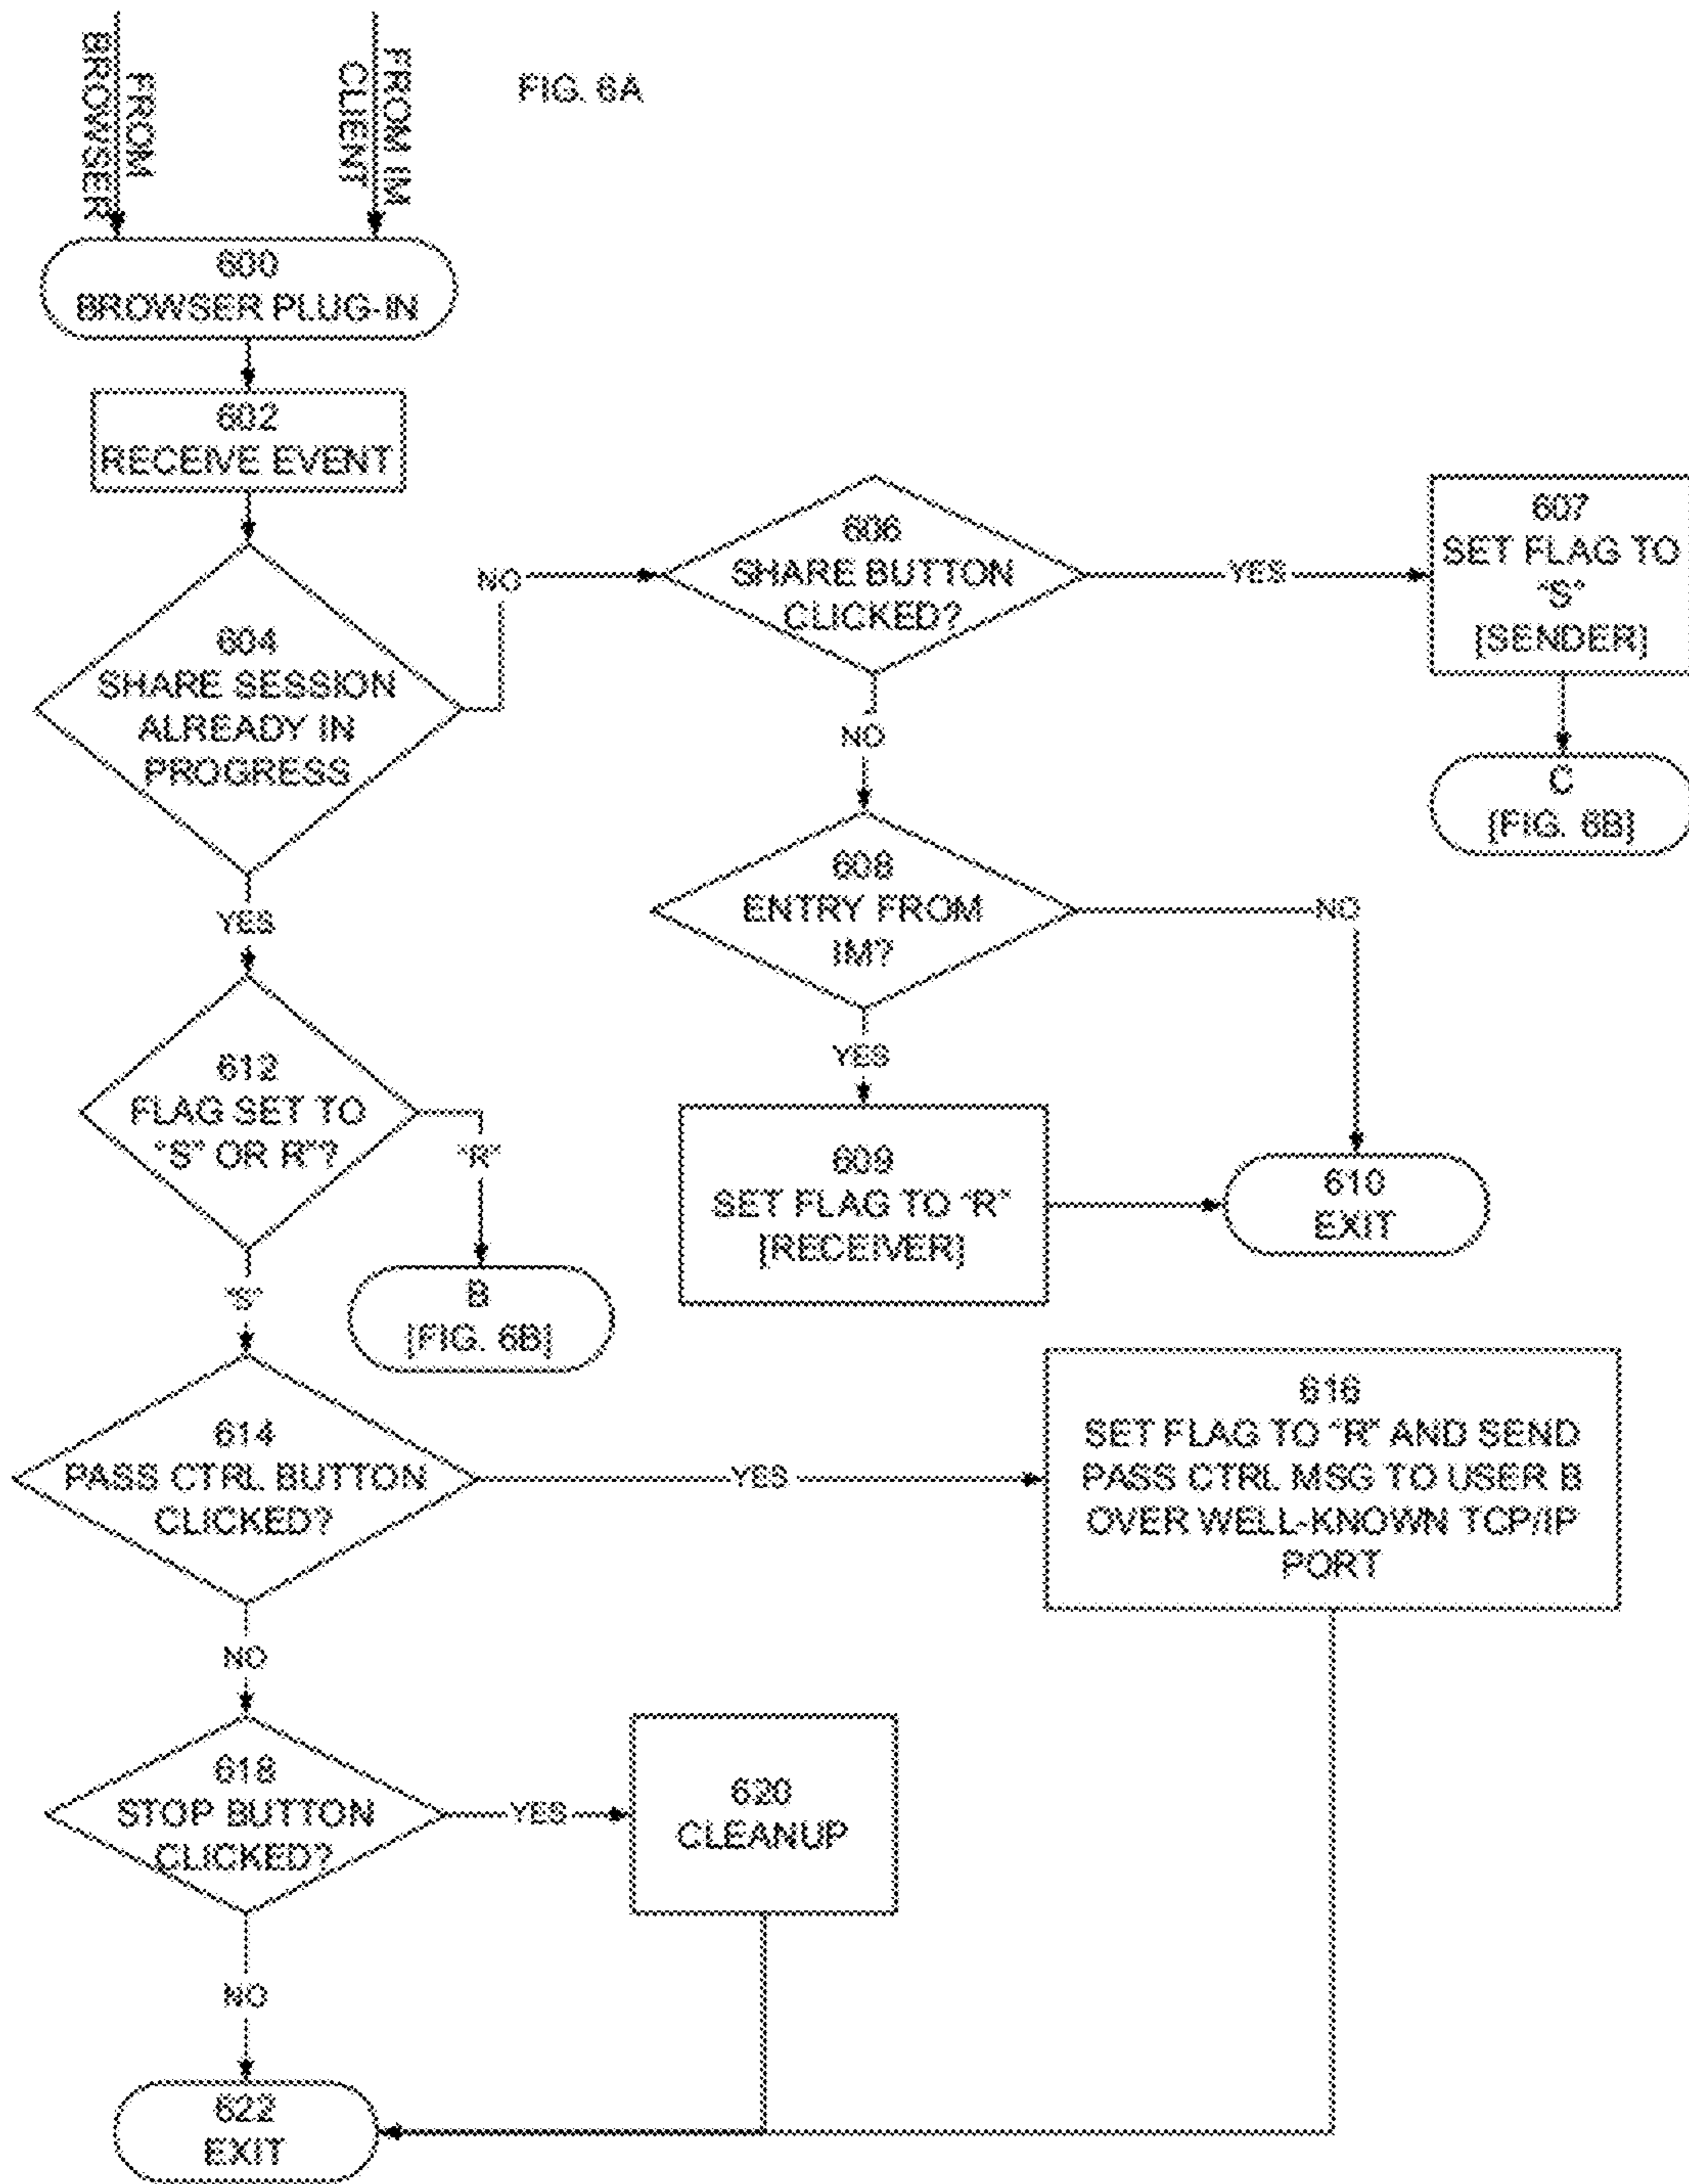 FROM
BROWSER
FROM IM
CLIENT
FIG. 6A
600
BROWSER PLUG-IN
602
RECEIVE EVENT
604
SHARE SESSION
ALREADY IN
PROGRESS
NO
606
SHARE BUTTON
CLICKED?
YES
607
SET FLAG TO
"S"
[SENDER]
C
[FIG. 6B]
NO
608
ENTRY FROM
IM?
NO
YES
609
SET FLAG TO "R"
[RECEIVER]
610
EXIT
YES
612
FLAG SET TO
"S" OR R"?
"R"
B
[FIG. 6B]
"S"
614
PASS CTRL BUTTON
CLICKED?
YES
616
SET FLAG TO "R" AND SEND
PASS CTRL MSG TO USER B
OVER WELL-KNOWN TCP/IP
PORT
NO
618
STOP BUTTON
CLICKED?
YES
620
CLEANUP
NO
622
EXIT